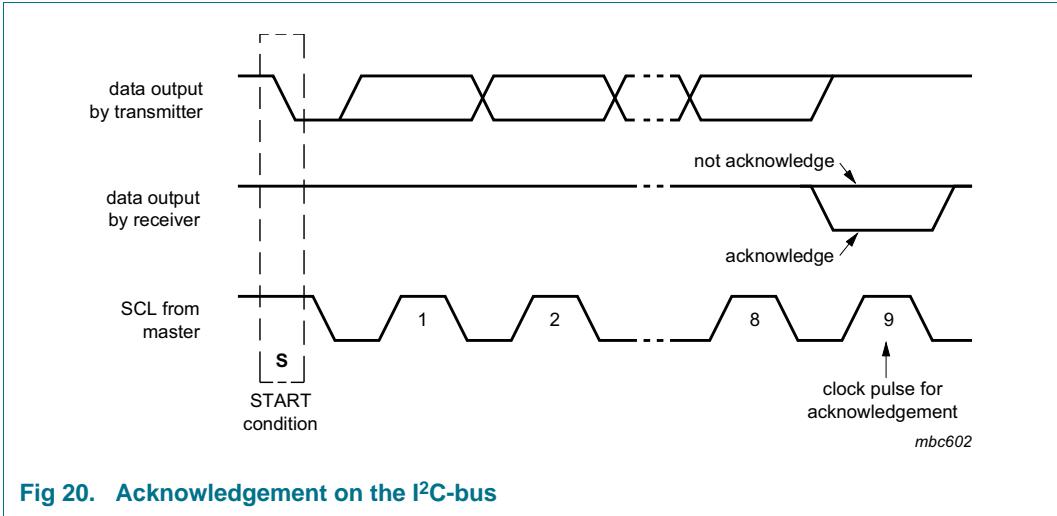 data output
by transmitter
not acknowledge
data output
by receiver
acknowledge
SCL from
master
1
2
8
9
S
START
condition
clock pulse for
acknowledgement
mbc602
Fig 20. Acknowledgement on the I²C-bus